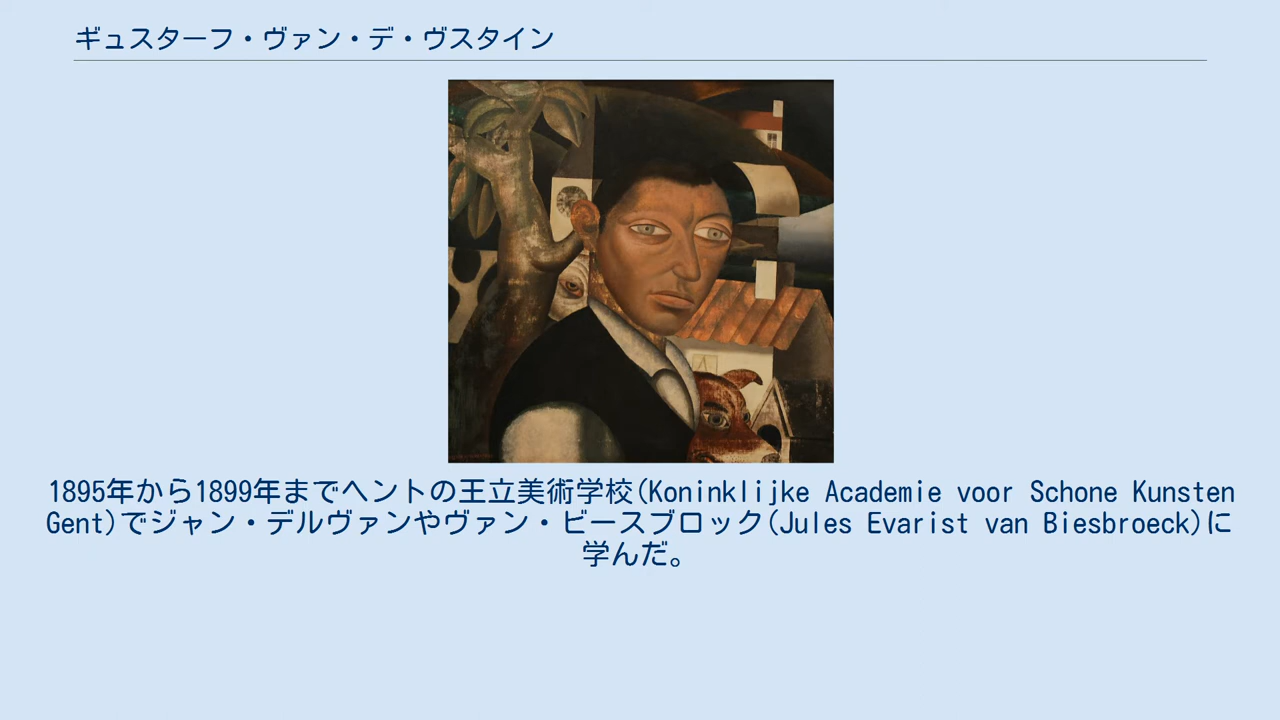 ギュスターフ・ヴァン・デ・ヴスタイン
1895年から1899年までヘントの王立美術学校(Koninklijke Academie voor Schone Kunsten
Gent)でジャン・デルヴァンやヴァン・ビースブロック(Jules Evarist van Biesbroeck)に
学んだ。